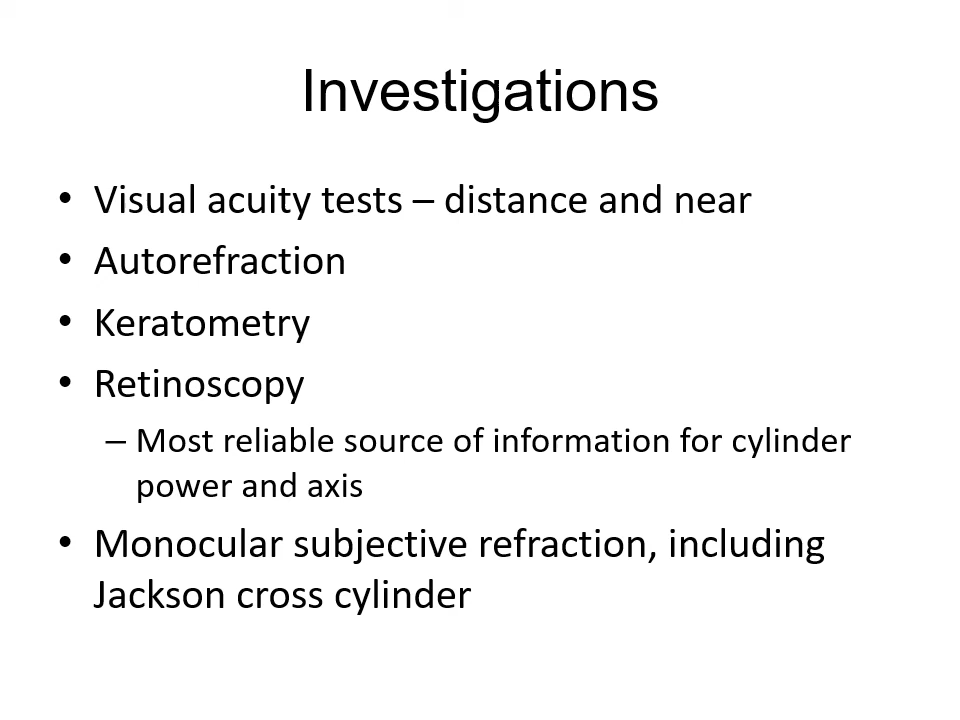 Investigations
• Visual acuity tests – distance and near
• Autorefraction
• Keratometry
• Retinoscopy
– Most reliable source of information for cylinder
power and axis
• Monocular subjective refraction, including
Jackson cross cylinder